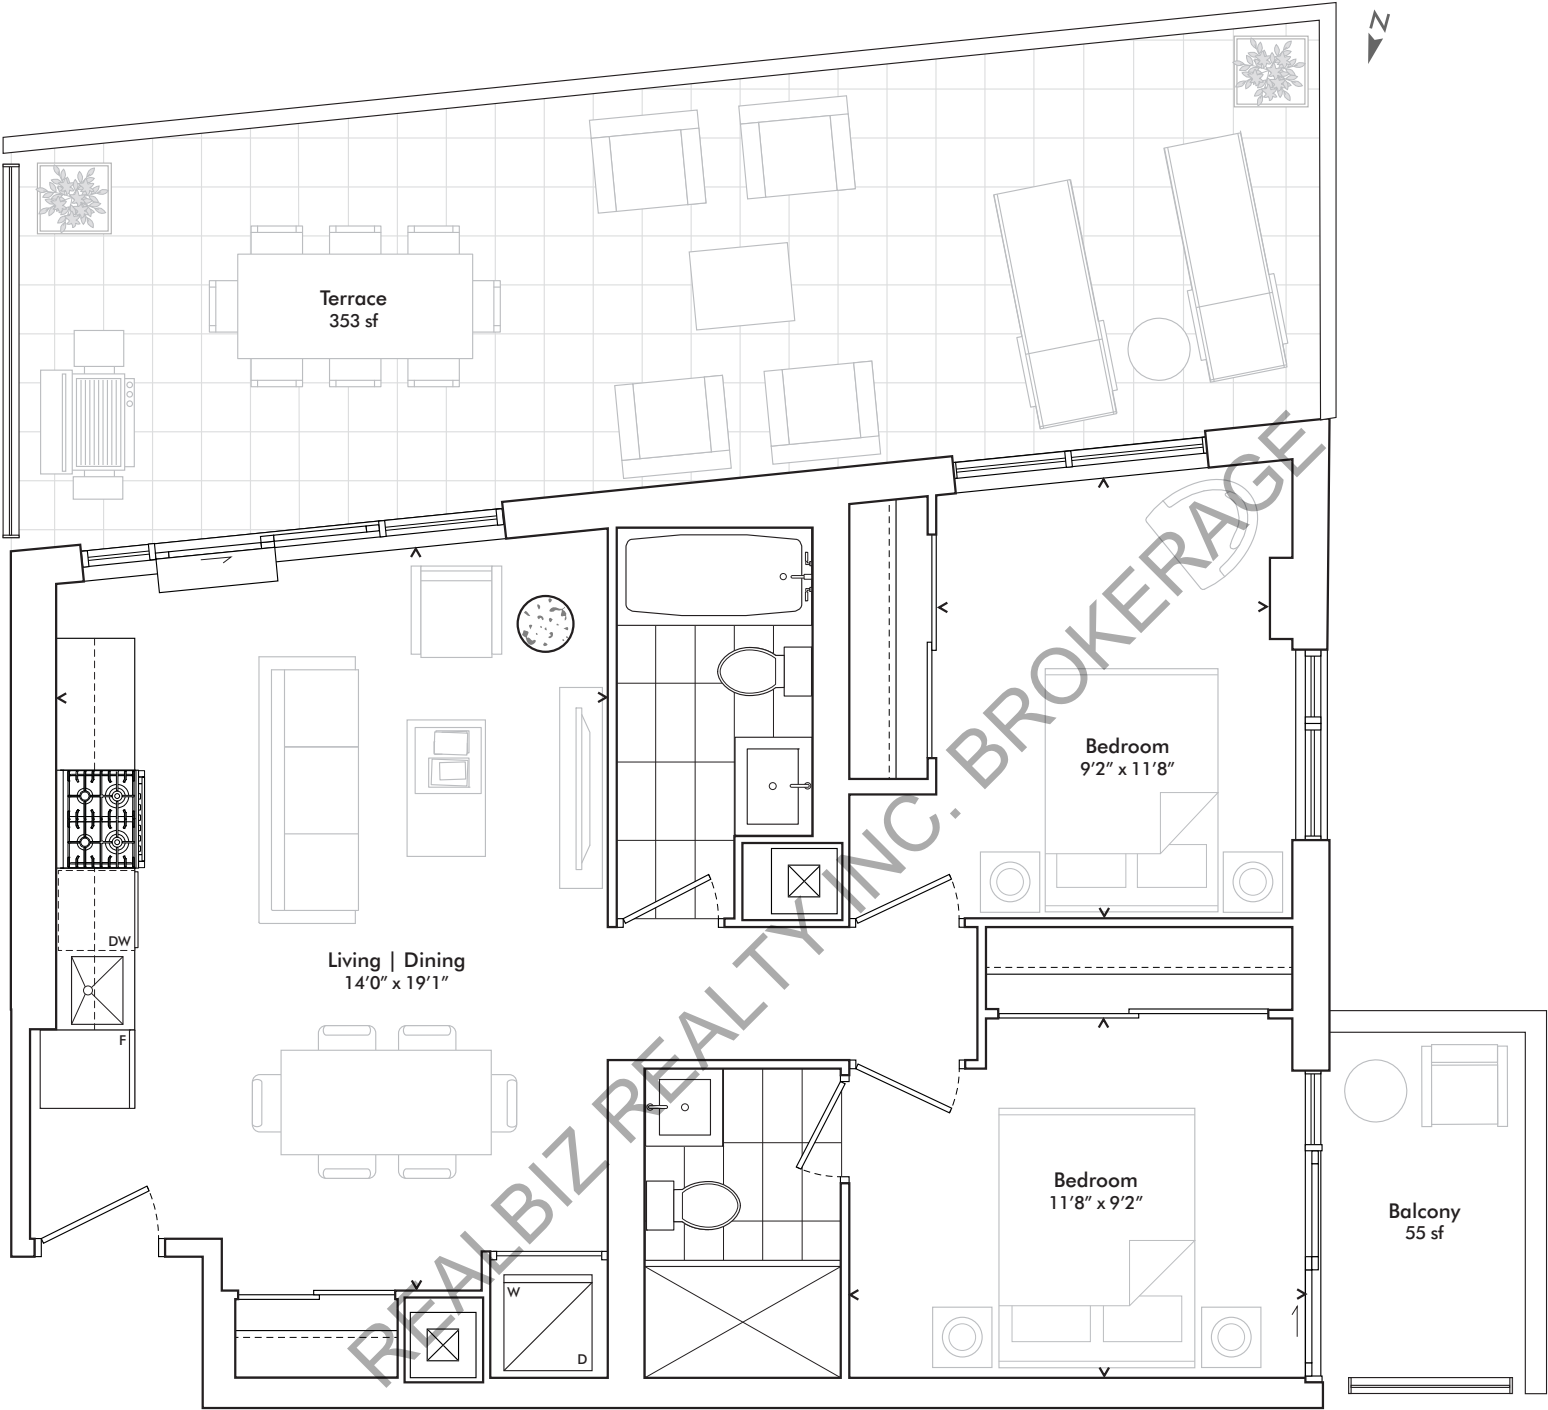 N
Terrace
353 sf
Bedroom
9'2" x 11'8"
DW
Living | Dining
14'0" x 19'1"
F
Bedroom
11'8" x 9'2"
Balcony
55 sf
W
D
REALBIZ REALTY INC. BROKERAGE